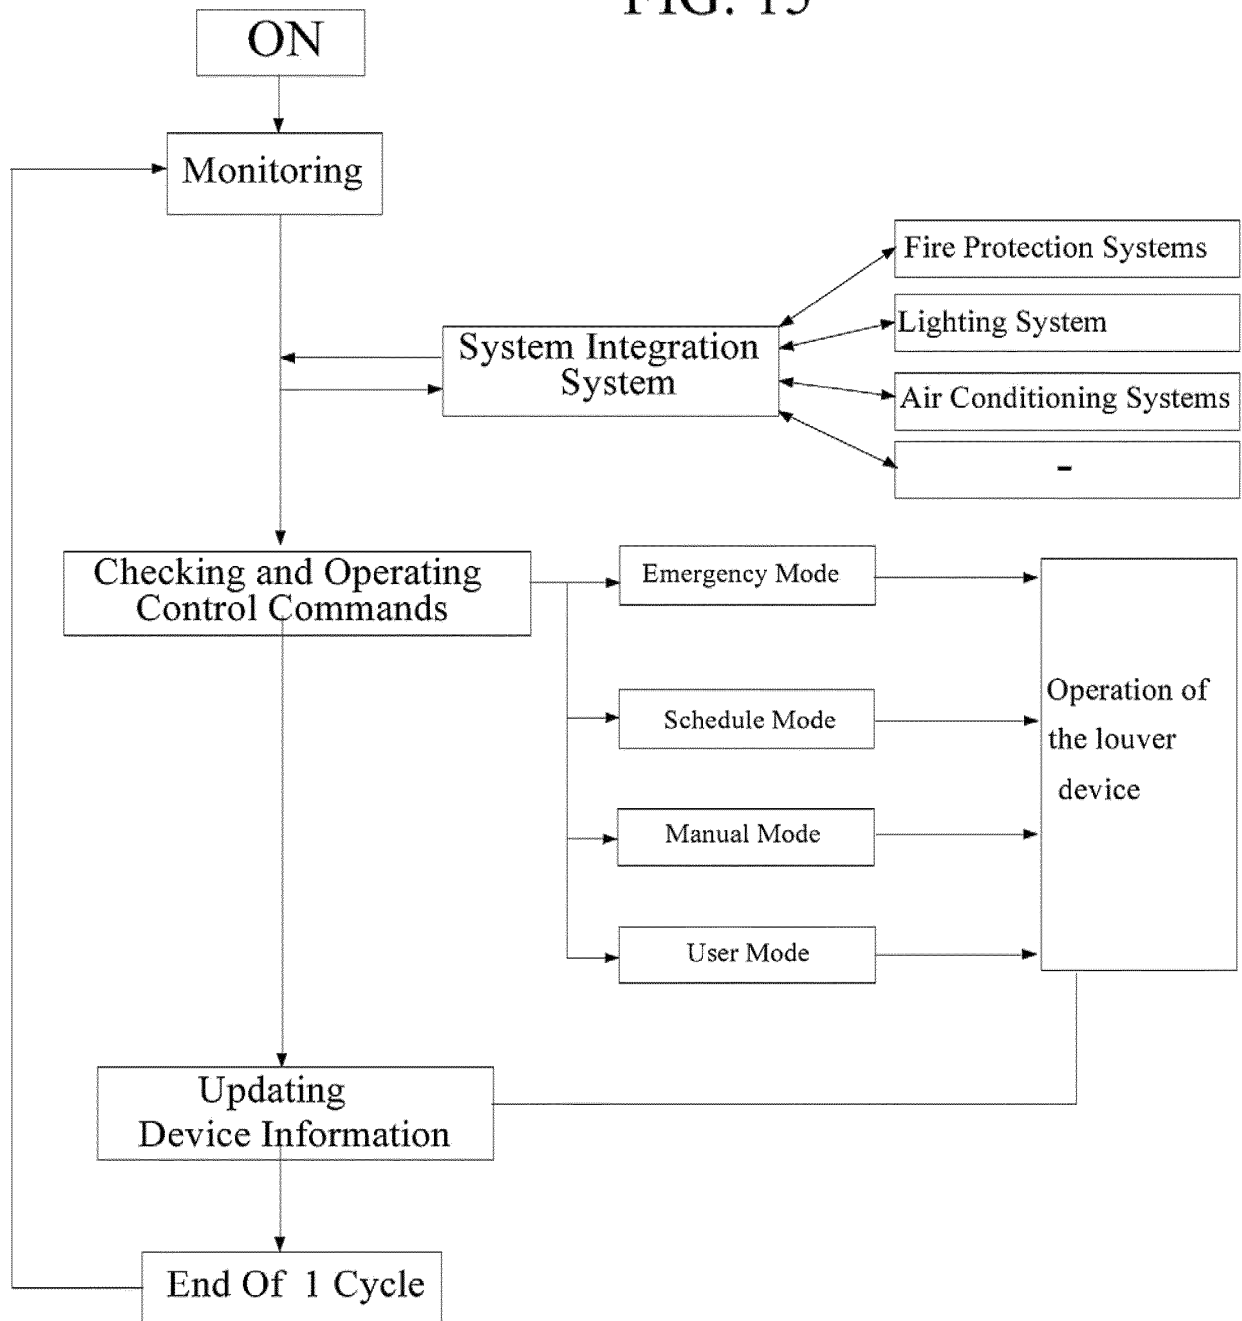 FIG. 15
ON
Monitoring
Fire Protection Systems
Lighting System
System Integration
System
Air Conditioning Systems
-
Checking and Operating
Control Commands
Emergency Mode
Schedule Mode
Manual Mode
User Mode
Operation of
the louver
device
Updating
Device Information
End Of 1 Cycle